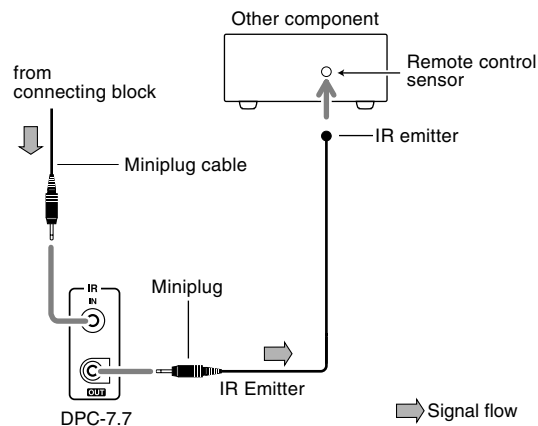 Other component
Remote control
sensor
from
connecting block
IR emitter
Miniplug cable
IR
IN
Miniplug
OUT
IR Emitter
DPC-7.7
Signal flow